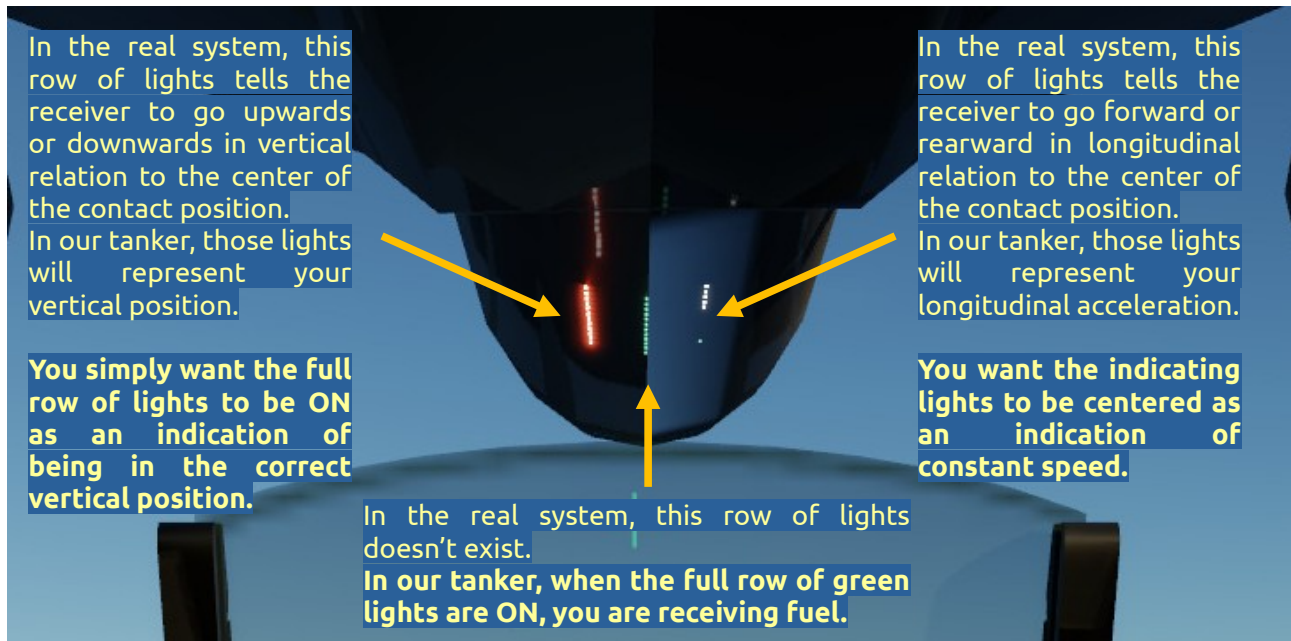 In the real system, this
row of lights tells the
receiver to go upwards
or downwards in vertical
relation to the center of
the contact position.
In our tanker, those lights
will represent your
vertical position.
You simply want the full
row of lights to be ON
as an indication of
being in the correct
vertical position.
In the real system, this
row of lights tells the
receiver to go forward or
rearward in longitudinal
relation to the center of
the contact position.
In our tanker, those lights
will represent your
longitudinal acceleration.
You want the indicating
lights to be centered as
an indication of
constant speed.
In the real system, this row of lights
doesn’t exist.
In our tanker, when the full row of green
lights are ON, you are receiving fuel.